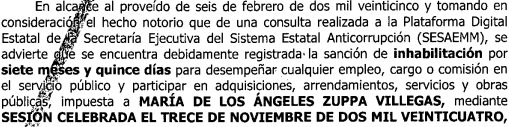 En alcance al proveído de seis de febrero de dos mil veinticinco y tomando en
consideración el hecho notorio que de una consulta realizada a la Plataforma Digital
Estatal de la Secretaría Ejecutiva del Sistema Estatal Anticorrupción (SESAEMM), se
advierte que se encuentra debidamente registrada la sanción de inhabilitación por
siete meses y quince días para desempeñar cualquier empleo, cargo o comisión en
el servicio público y participar en adquisiciones, arrendamientos, servicios y obras
públicas, impuesta a MARÍA DE LOS ÁNGELES ZUPPA VILLEGAS, mediante
SESIÓN CELEBRADA EL TRECE DE NOVIEMBRE DE DOS MIL VEINTICUATRO,